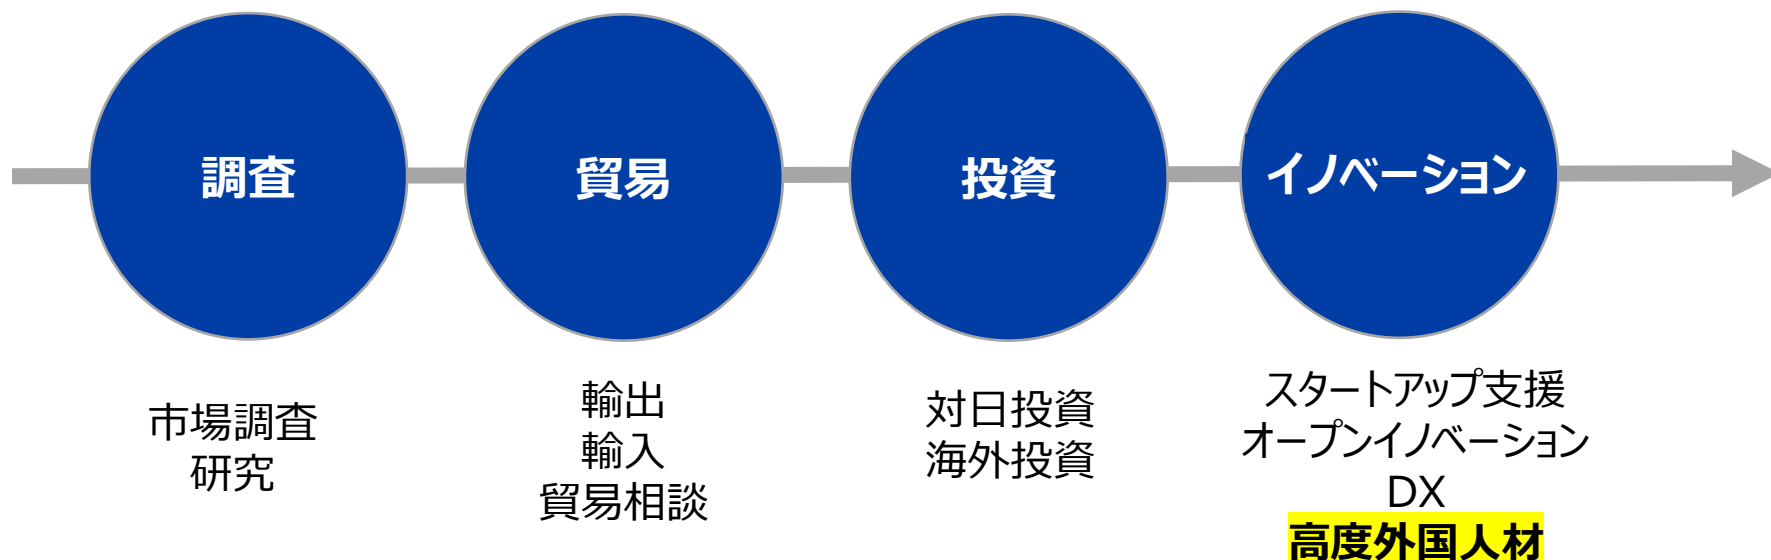 調査
市場調査
研究
貿易
輸出
輸入
貿易相談
投資
対日投資
海外投資
イノベーション
スタートアップ支援
オープンイノベーション
DX
高度外国人材